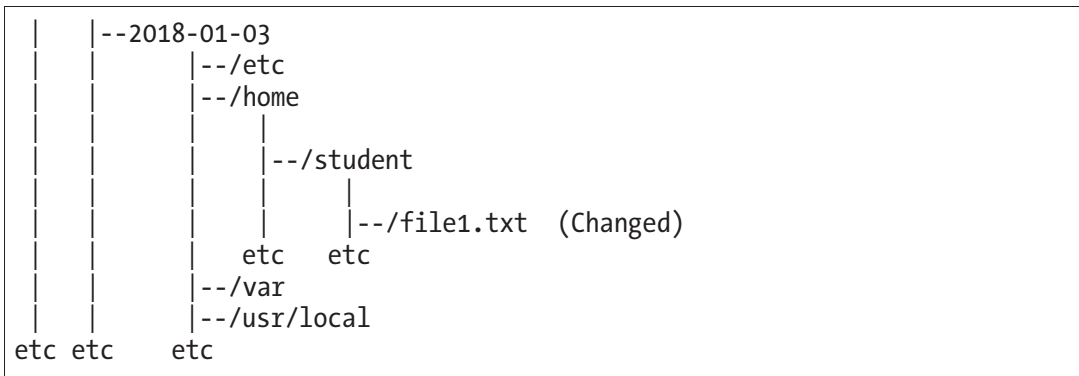 |    |--2018-01-03
|    |       |--/etc
|    |       |--/home
|    |       |     |
|    |       |     |--/student
|    |       |     |      |
|    |       |     |      |--/file1.txt  (Changed)
|    |       |    etc    etc
|    |       |--/var
|    |       |--/usr/local
etc etc     etc